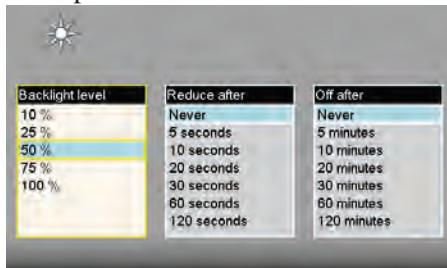 Backlight level
10 %
25 %
50 %
75 %
100 %
Reduce after
Never
5 seconds
10 seconds
20 seconds
30 seconds
60 seconds
120 seconds
Off after
Never
5 minutes
10 minutes
20 minutes
30 minutes
60 minutes
120 minutes